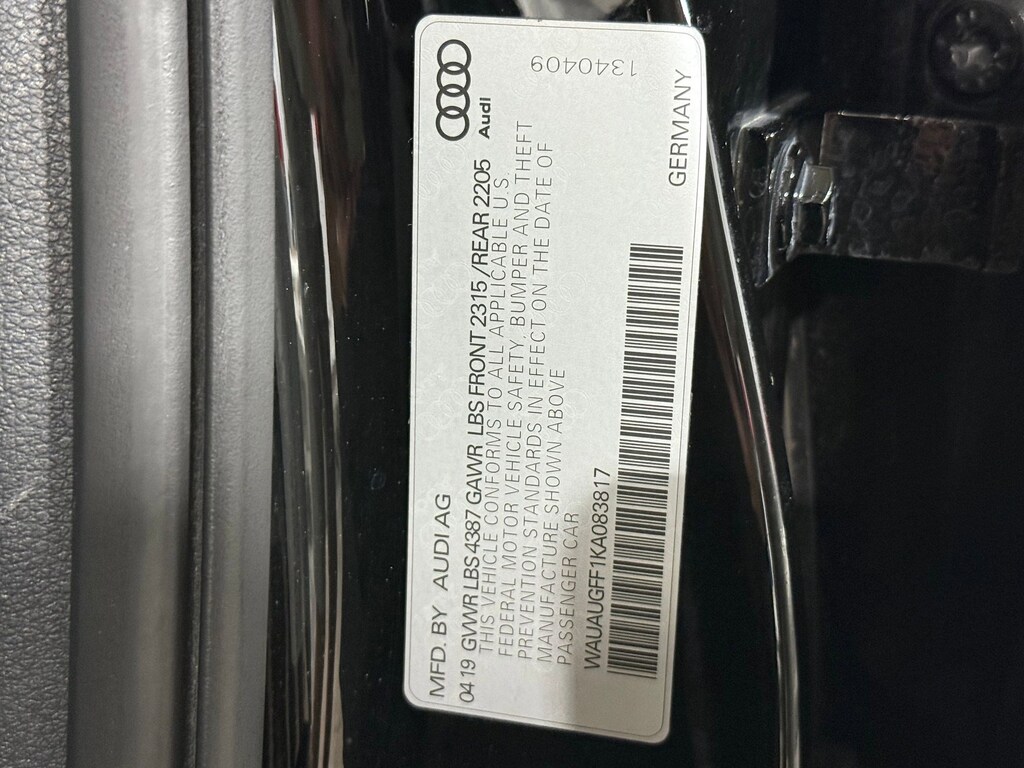 MFD. BY AUDI AG
Audi
0419 GVWR LBS 4387 GAWR LBS FRONT 2315/REAR 2205
THIS VEHICLE CONFORMS TO ALL APPLICABLE U.S.
FEDERAL MOTOR VEHICLE SAFETY, BUMPER AND THEFT
PREVENTION STANDARDS IN EFFECT ON THE DATE OF
MANUFACTURE SHOWN ABOVE
PASSENGER CAR
WAUAUGFF1KA083817
GERMANY
1340409